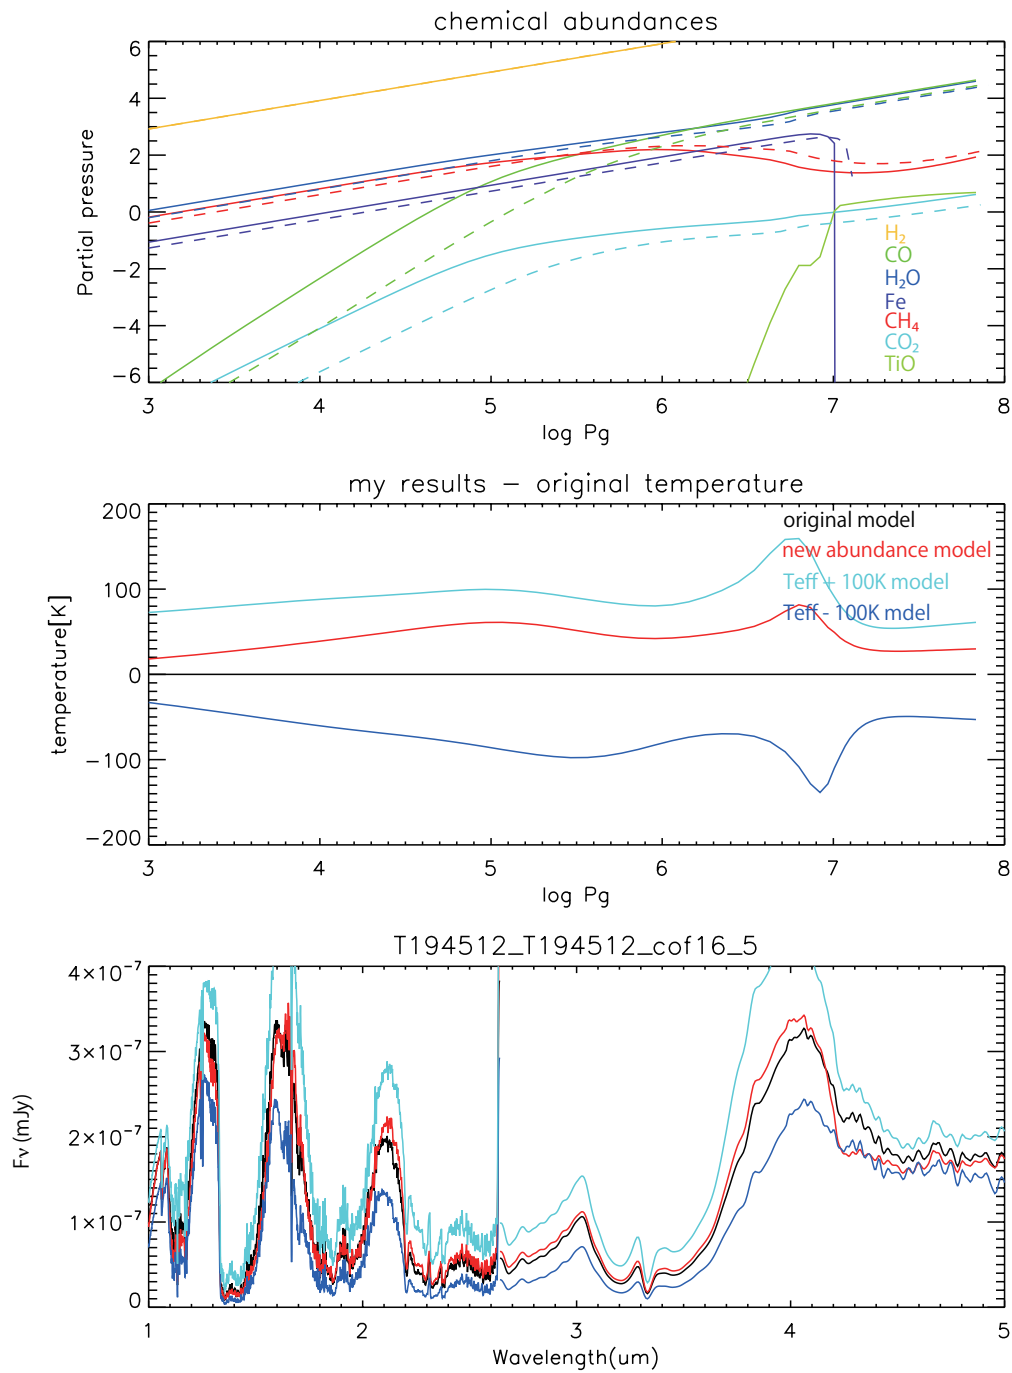 chemical abundances
6
4
2
0
−2
−4
−6
Partial pressure
H₂
CO
H₂O
Fe
CH₄
CO₂
TiO
3 4 5 6 7 8
log Pg
my results − original temperature
200
100
0
−100
−200
temperature[K]
original model
new abundance model
Teff + 100K model
Teff - 100K mdel
3 4 5 6 7 8
log Pg
T194512_T194512_cof16_5
4×10⁻⁷
3×10⁻⁷
2×10⁻⁷
1×10⁻⁷
0
Fν (mJy)
1 2 3 4 5
Wavelength(um)